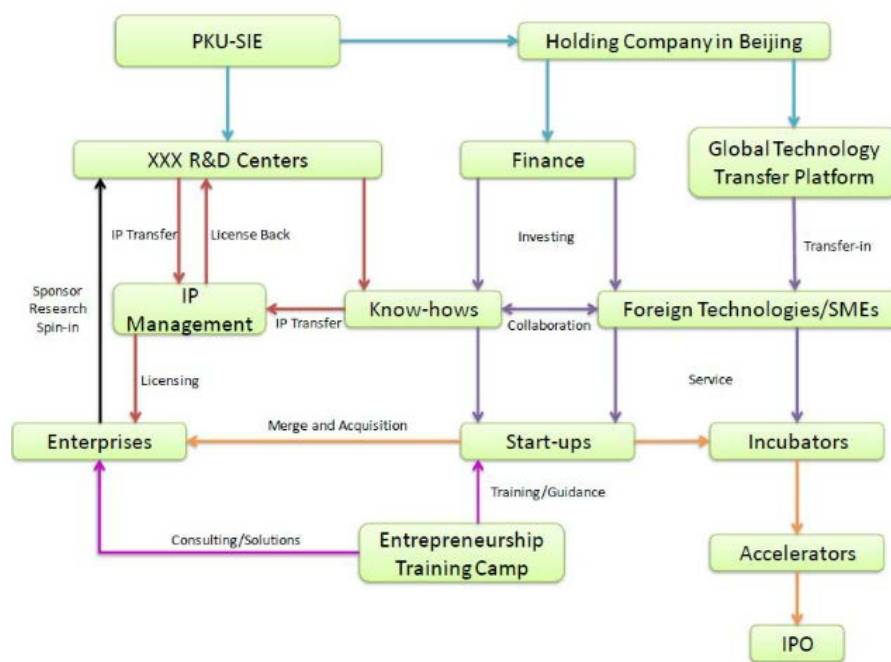 PKU-SIE
Holding Company in Beijing
XXX R&D Centers
Finance
Global Technology
Transfer Platform
IP Transfer
License Back
Investing
Transfer-in
Sponsor
Research
Spin-in
IP
Management
IP Transfer
Know-hows
Collaboration
Foreign Technologies/SMEs
Licensing
Service
Enterprises
Merge and Acquisition
Start-ups
Incubators
Training/Guidance
Consulting/Solutions
Entrepreneurship
Training Camp
Accelerators
IPO